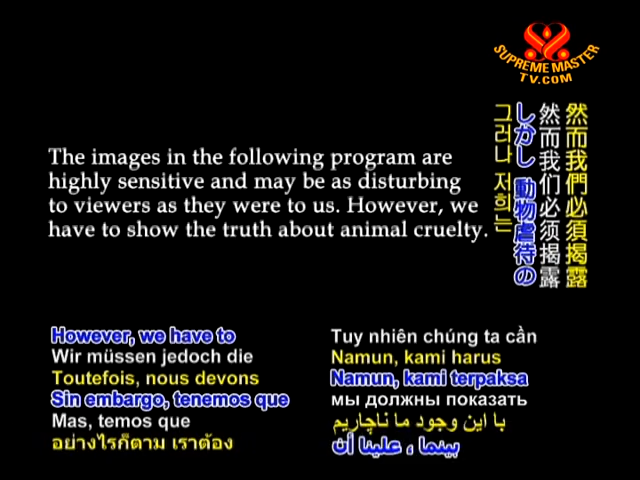 SUPREME MASTER
TV.COM
The images in the following program are
highly sensitive and may be as disturbing
to viewers as they were to us. However, we
have to show the truth about animal cruelty.
然而我們必須揭露
然而我们必须揭露
しかし 動物虐待の
그러나 저희는
However, we have to
Wir müssen jedoch die
Toutefois, nous devons
Sin embargo, tenemos que
Mas, temos que
อย่างไรก็ตาม เราต้อง
Tuy nhiên chúng ta cần
Namun, kami harus
Namun, kami terpaksa
мы должны показать
با این وجود ما ناچاریم
بينما ، علينا أن